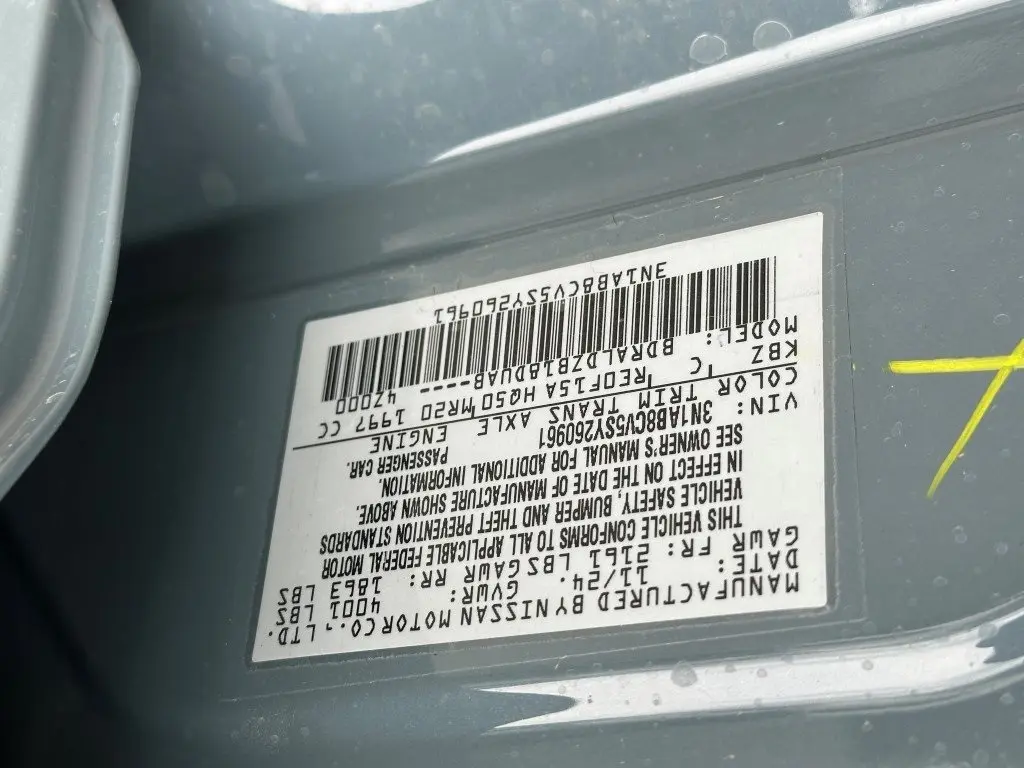 MANUFACTURED BY NISSAN MOTOR CO., LTD.
DATE: 11/24. GVWR: 4001 LBS
GAWR FR: 2161 LBS GAWR RR: 1863 LBS
THIS VEHICLE CONFORMS TO ALL APPLICABLE FEDERAL MOTOR
VEHICLE SAFETY, BUMPER AND THEFT PREVENTION STANDARDS
IN EFFECT ON THE DATE OF MANUFACTURE SHOWN ABOVE.
SEE OWNER'S MANUAL FOR ADDITIONAL INFORMATION.
VIN: 3N1AB8CV5SY260961 PASSENGER CAR.
COLOR TRIM TRANS AXLE ENGINE
KBZ C RE0F15A HQ50 MR20 1997 CC
MODEL: BDRALDZB18DUAB---- 4Z000
3N1AB8CV5SY260961